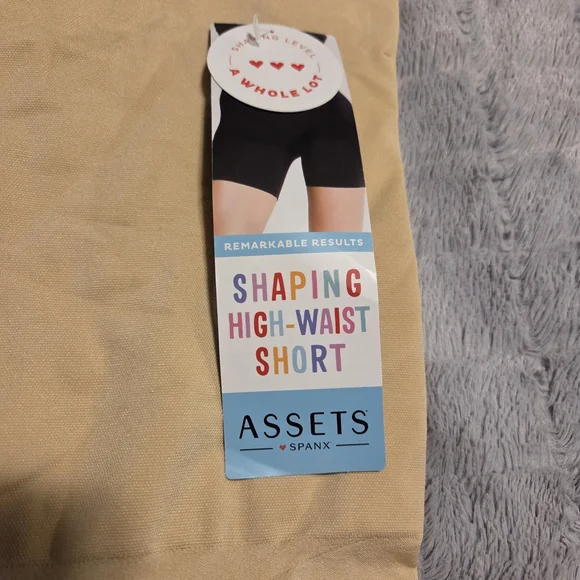 SHAPING LEVEL
A WHOLE LOT
REMARKABLE RESULTS
SHAPING
HIGH-WAIST
SHORT
ASSETS
SPANX